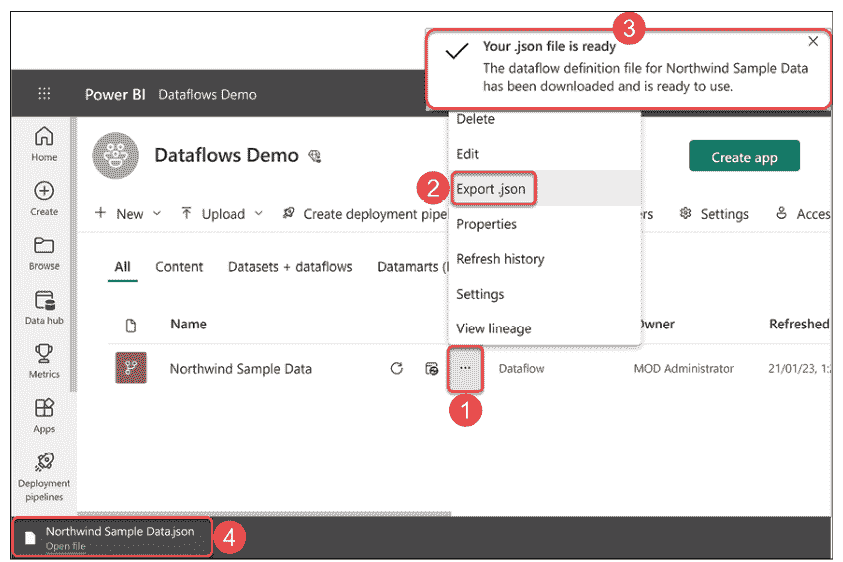 3
Your .json file is ready
The dataflow definition file for Northwind Sample Data
has been downloaded and is ready to use.
Power BI Dataflows Demo
Delete
Home
Dataflows Demo
Edit
Create app
2
Export .json
Create
New
Upload
Create deployment pipe
Settings
Acces
Properties
Browse
All
Content
Datasets + dataflows
Datamarts (
Refresh history
Settings
Data hub
Name
View lineage
Owner
Refreshed
Metrics
Northwind Sample Data
...
Dataflow
MOD Administrator
21/01/23, 1:
1
Apps
Deployment
pipelines
Northwind Sample Data.json
Open file
4